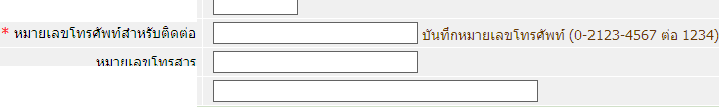 * หมายเลขโทรศัพท์สำหรับติดต่อ บันทึกหมายเลขโทรศัพท์ (0-2123-4567 ต่อ 1234)
หมายเลขโทรสาร